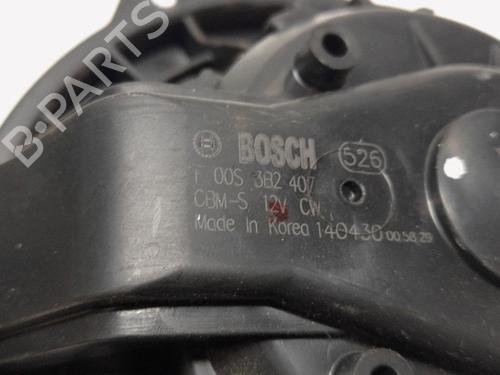 B-PARTS
BOSCH 526
F 00S 3B2 407
CBM-S 12V CW
Made In Korea 140430 00:58:29